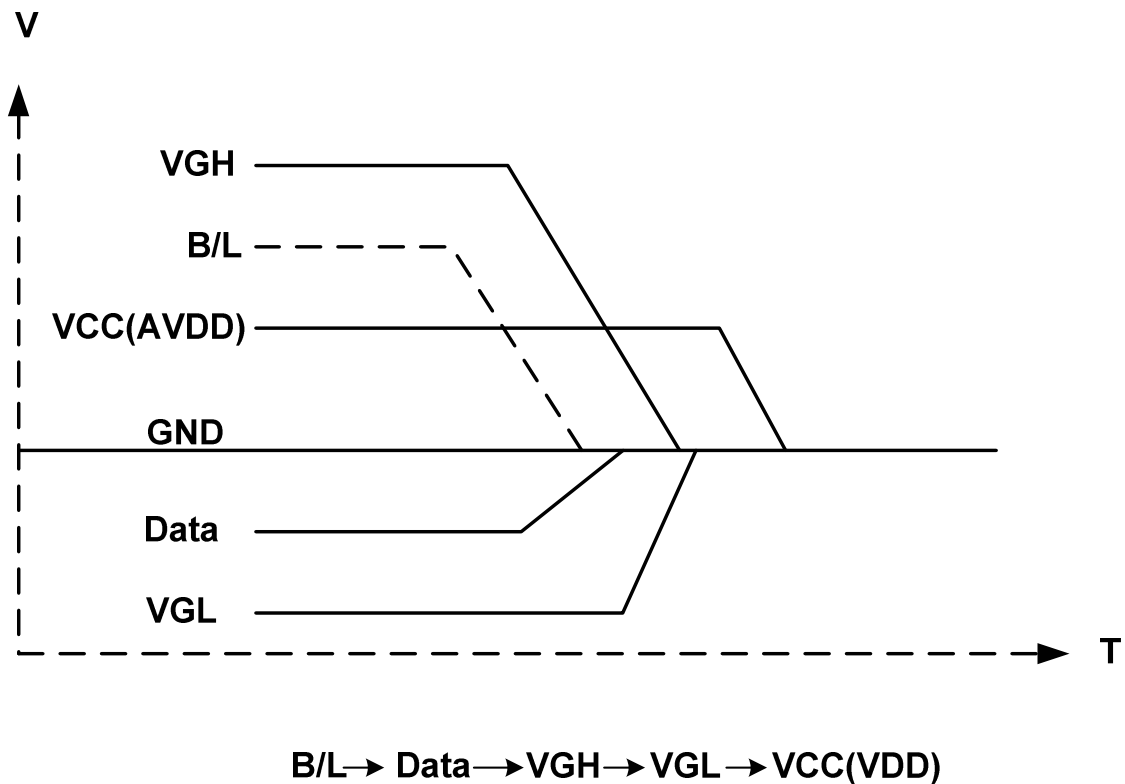 V
VGH
B/L
VCC(AVDD)
GND
Data
VGL
T
B/L→ Data→VGH→VGL→VCC(VDD)